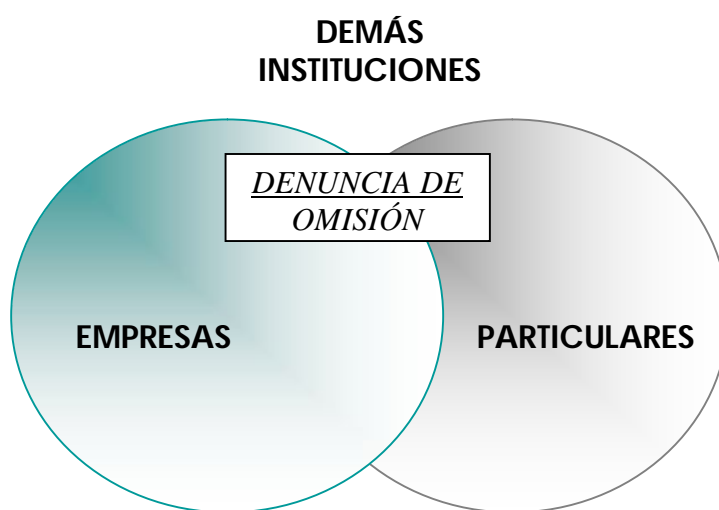 DEMÁS
INSTITUCIONES
DENUNCIA DE
OMISIÓN
EMPRESAS
PARTICULARES